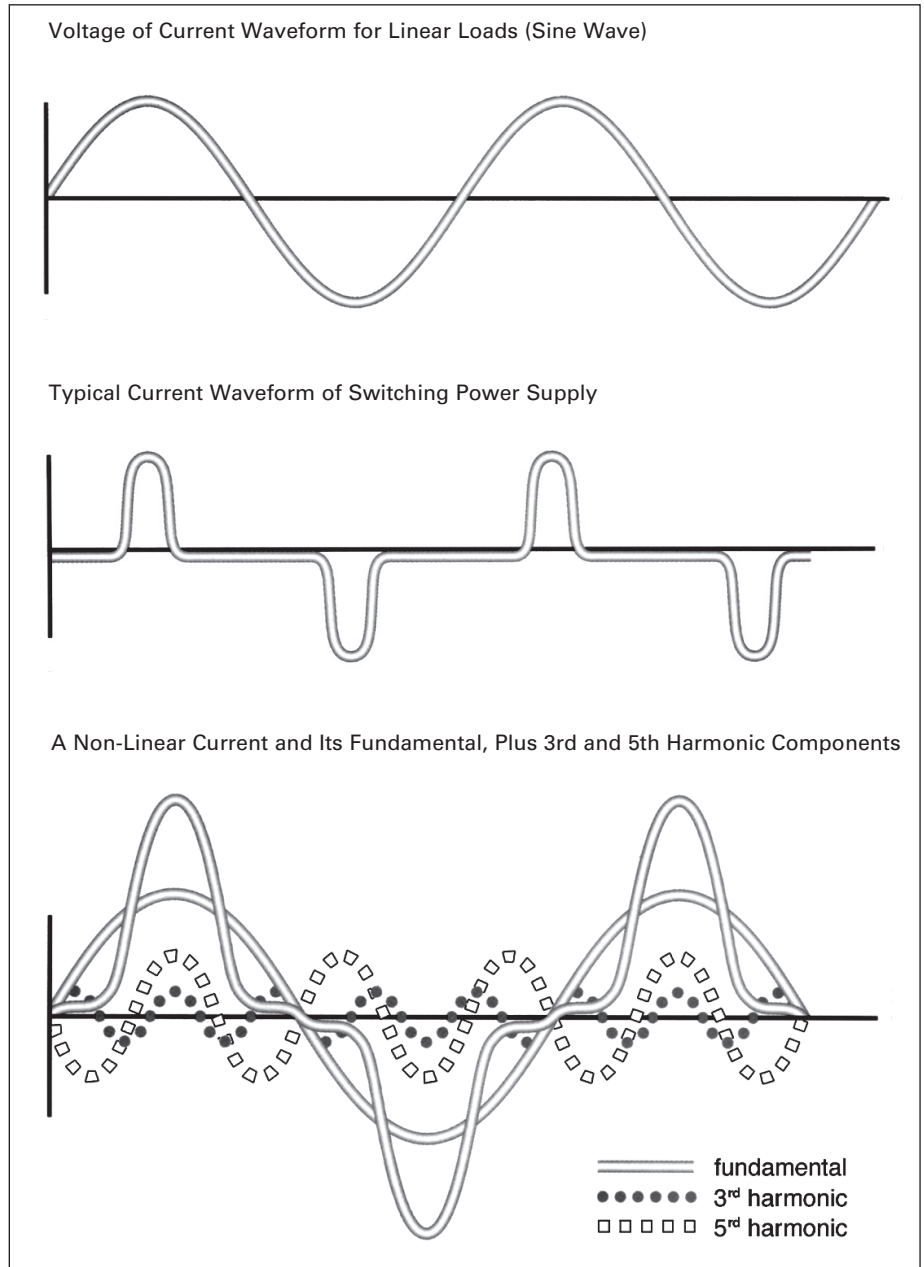 Voltage of Current Waveform for Linear Loads (Sine Wave)
Typical Current Waveform of Switching Power Supply
A Non-Linear Current and Its Fundamental, Plus 3rd and 5th Harmonic Components
fundamental
3rd harmonic
5rd harmonic